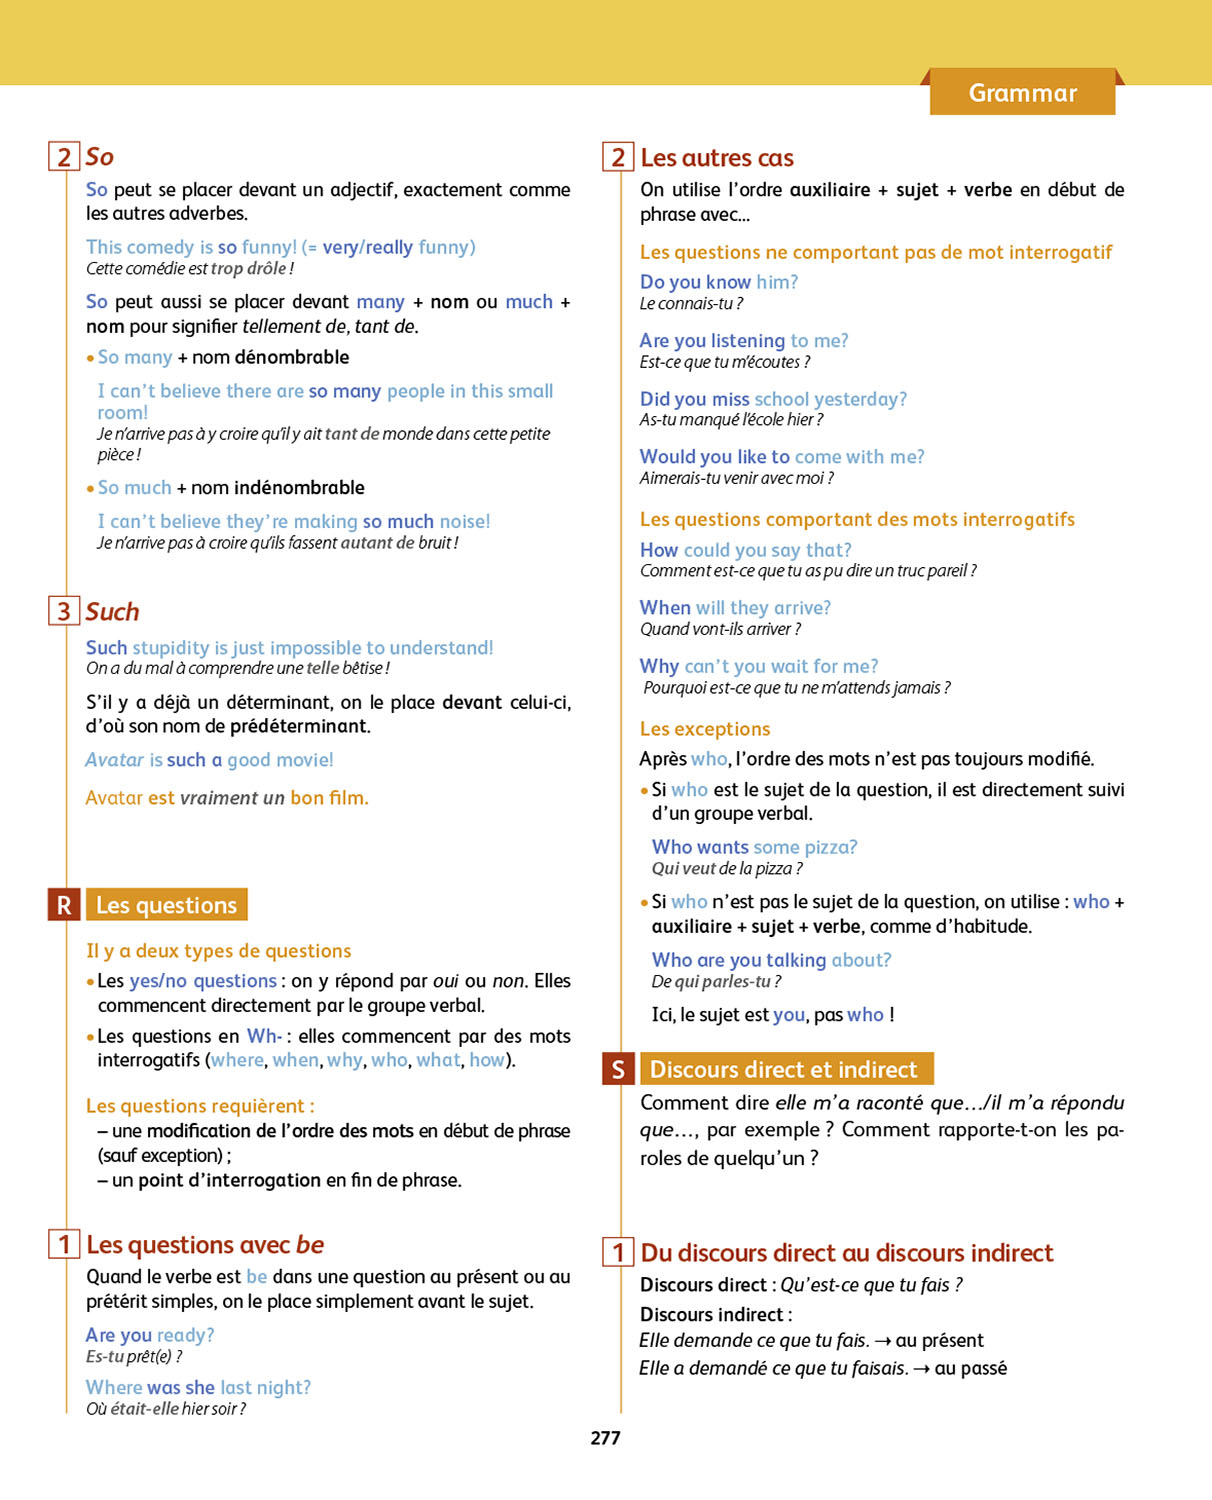 Grammar
2 So
So peut se placer devant un adjectif, exactement comme
les autres adverbes.
This comedy is so funny! (= very/really funny)
Cette comédie est trop drôle !
So peut aussi se placer devant many + nom ou much +
nom pour signifier tellement de, tant de.
• So many + nom dénombrable
I can't believe there are so many people in this small
room!
Je n'arrive pas à y croire qu'il y ait tant de monde dans cette petite
pièce !
• So much + nom indénombrable
I can't believe they're making so much noise!
Je n'arrive pas à croire qu'ils fassent autant de bruit !
3 Such
Such stupidity is just impossible to understand!
On a du mal à comprendre une telle bêtise !
S'il y a déjà un déterminant, on le place devant celui-ci,
d'où son nom de prédéterminant.
Avatar is such a good movie!
Avatar est vraiment un bon film.
R Les questions
Il y a deux types de questions
• Les yes/no questions : on y répond par oui ou non. Elles
commencent directement par le groupe verbal.
• Les questions en Wh- : elles commencent par des mots
interrogatifs (where, when, why, who, what, how).
Les questions requièrent :
– une modification de l'ordre des mots en début de phrase
(sauf exception) ;
– un point d'interrogation en fin de phrase.
1 Les questions avec be
Quand le verbe est be dans une question au présent ou au
prétérit simples, on le place simplement avant le sujet.
Are you ready?
Es-tu prêt(e) ?
Where was she last night?
Où était-elle hier soir ?
2 Les autres cas
On utilise l'ordre auxiliaire + sujet + verbe en début de
phrase avec...
Les questions ne comportant pas de mot interrogatif
Do you know him?
Le connais-tu ?
Are you listening to me?
Est-ce que tu m'écoutes ?
Did you miss school yesterday?
As-tu manqué l'école hier ?
Would you like to come with me?
Aimerais-tu venir avec moi ?
Les questions comportant des mots interrogatifs
How could you say that?
Comment est-ce que tu as pu dire un truc pareil ?
When will they arrive?
Quand vont-ils arriver ?
Why can't you wait for me?
Pourquoi est-ce que tu ne m'attends jamais ?
Les exceptions
Après who, l'ordre des mots n'est pas toujours modifié.
• Si who est le sujet de la question, il est directement suivi
d'un groupe verbal.
Who wants some pizza?
Qui veut de la pizza ?
• Si who n'est pas le sujet de la question, on utilise : who +
auxiliaire + sujet + verbe, comme d'habitude.
Who are you talking about?
De qui parles-tu ?
Ici, le sujet est you, pas who !
S Discours direct et indirect
Comment dire elle m'a raconté que.../il m'a répondu
que..., par exemple ? Comment rapporte-t-on les pa-
roles de quelqu'un ?
1 Du discours direct au discours indirect
Discours direct : Qu'est-ce que tu fais ?
Discours indirect :
Elle demande ce que tu fais. → au présent
Elle a demandé ce que tu faisais. → au passé
277